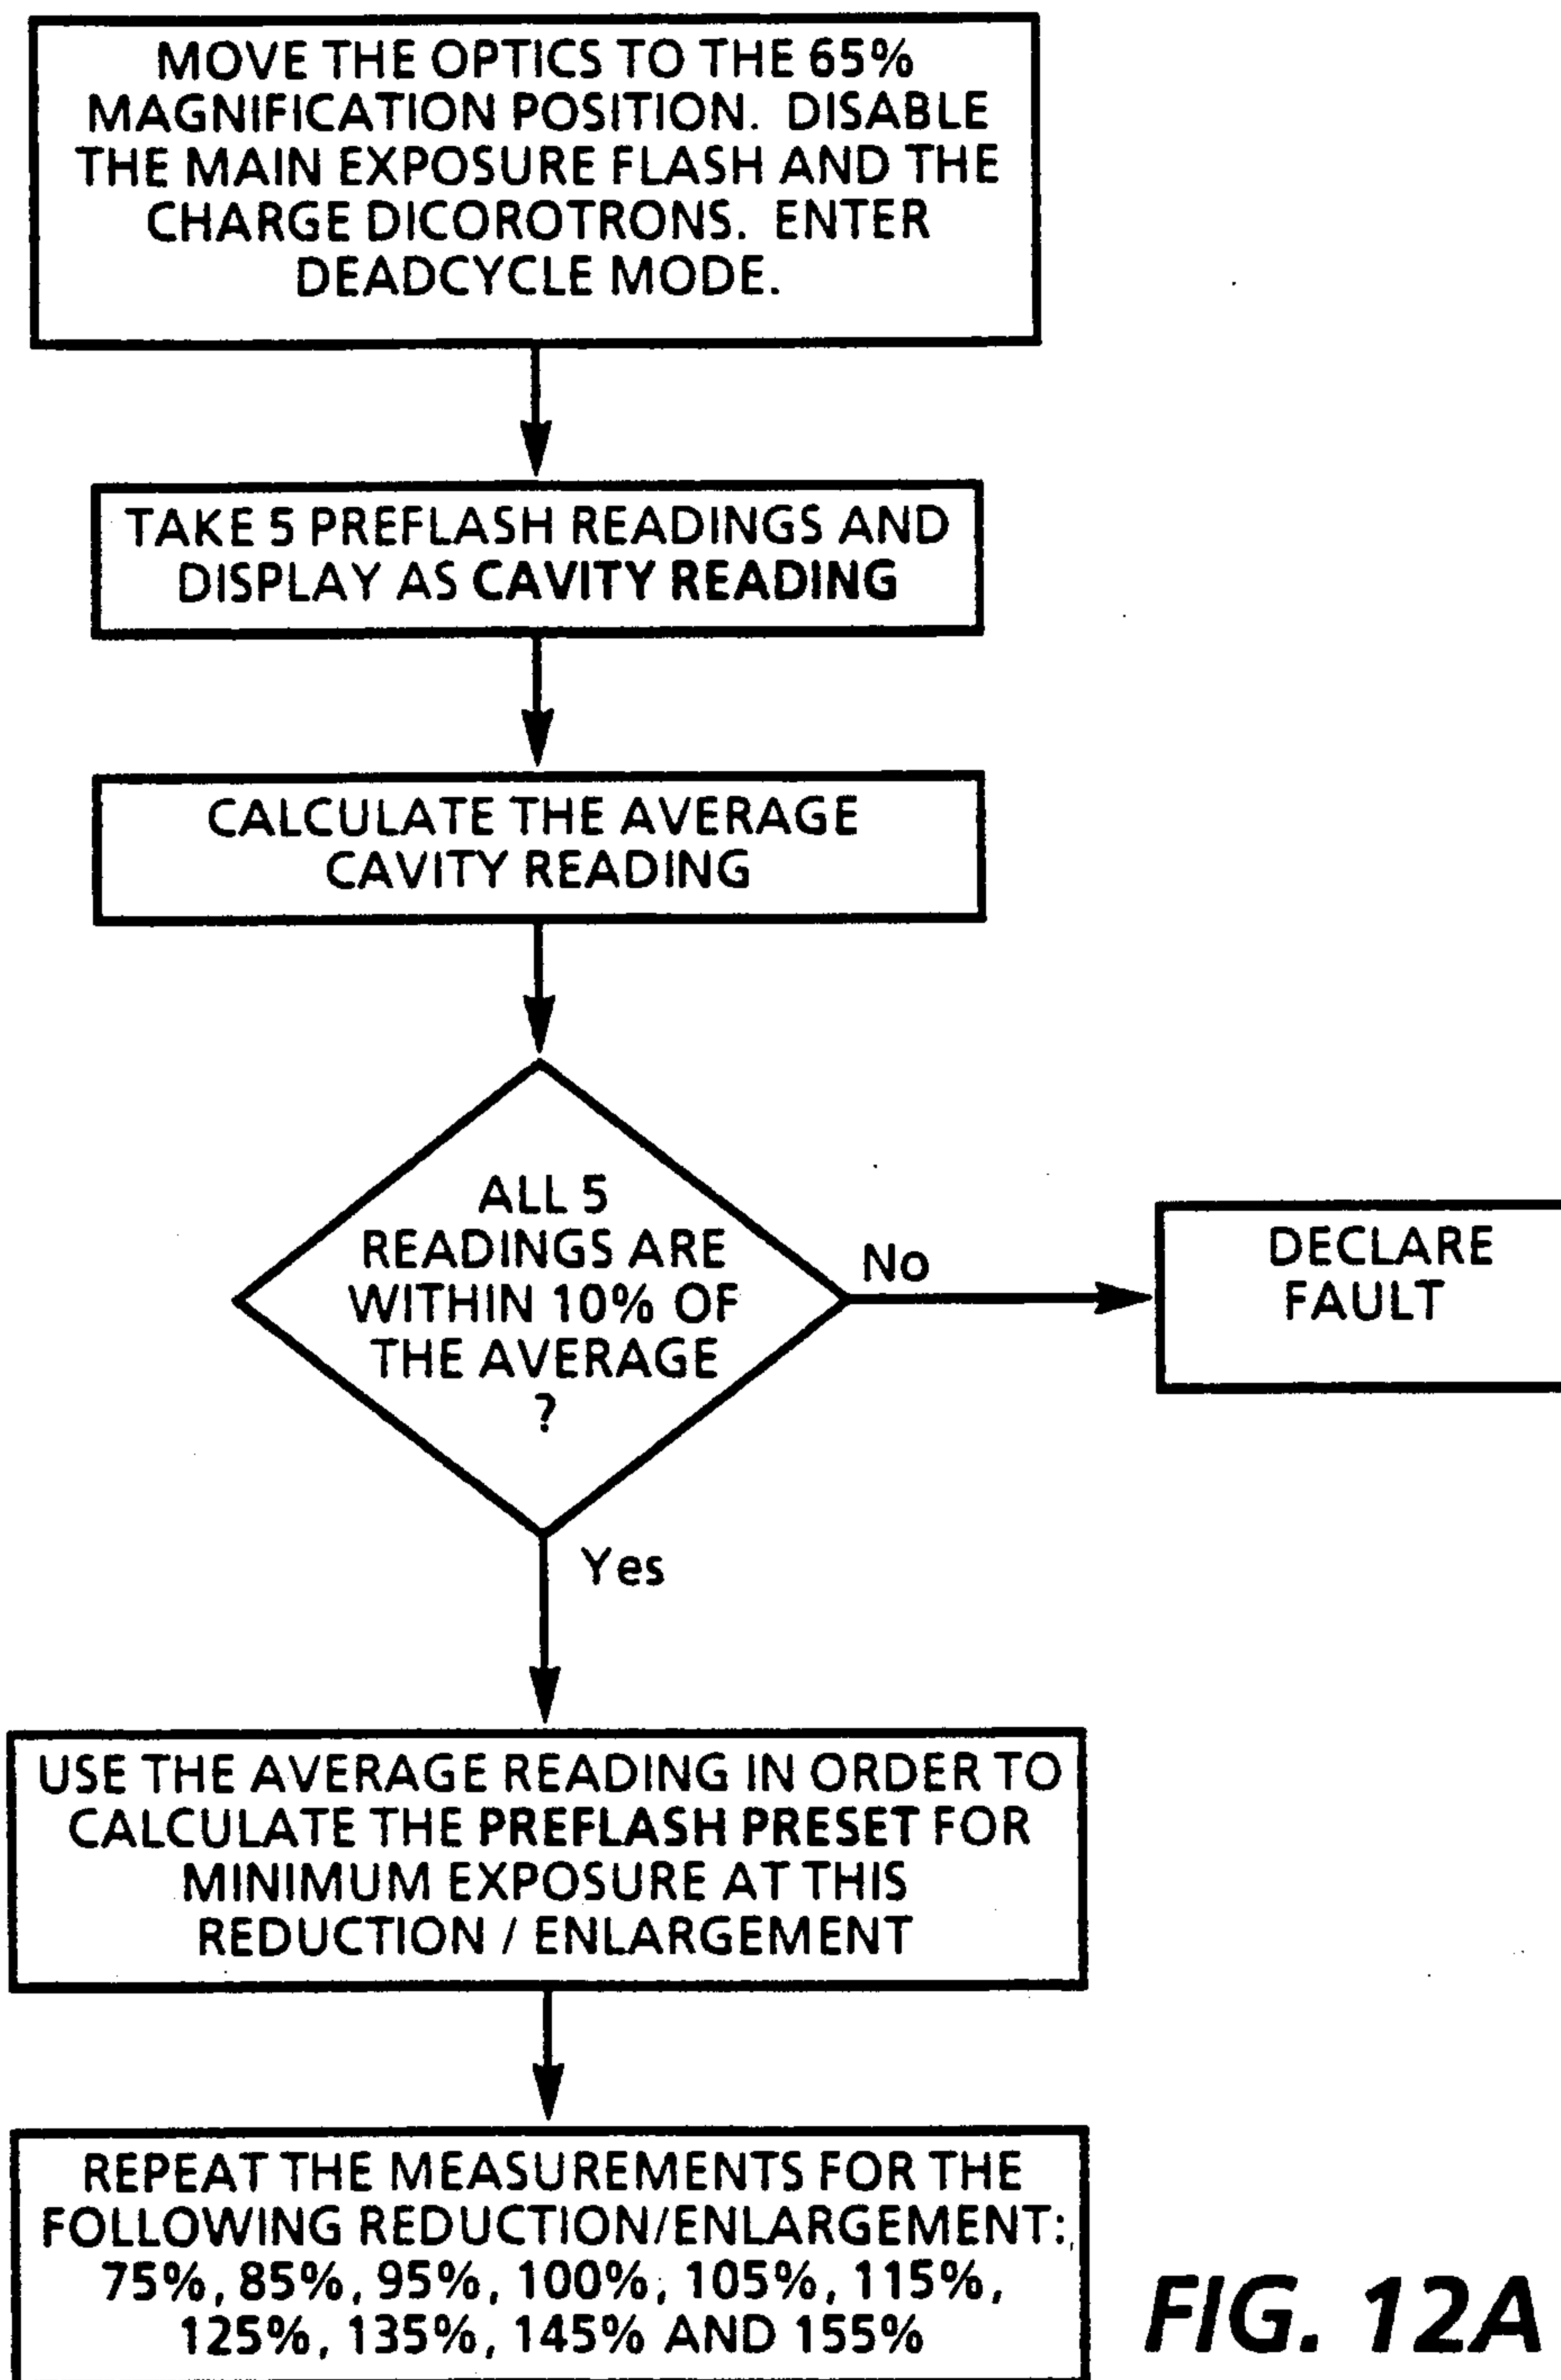 MOVE THE OPTICS TO THE 65%
MAGNIFICATION POSITION. DISABLE
THE MAIN EXPOSURE FLASH AND THE
CHARGE DICOROTRONS. ENTER
DEADCYCLE MODE.
TAKE 5 PREFLASH READINGS AND
DISPLAY AS CAVITY READING
CALCULATE THE AVERAGE
CAVITY READING
ALL 5
READINGS ARE
WITHIN 10% OF
THE AVERAGE
?
No
DECLARE
FAULT
Yes
USE THE AVERAGE READING IN ORDER TO
CALCULATE THE PREFLASH PRESET FOR
MINIMUM EXPOSURE AT THIS
REDUCTION / ENLARGEMENT
REPEAT THE MEASUREMENTS FOR THE
FOLLOWING REDUCTION/ENLARGEMENT:
75%, 85%, 95%, 100%, 105%, 115%,
125%, 135%, 145% AND 155%
FIG. 12A